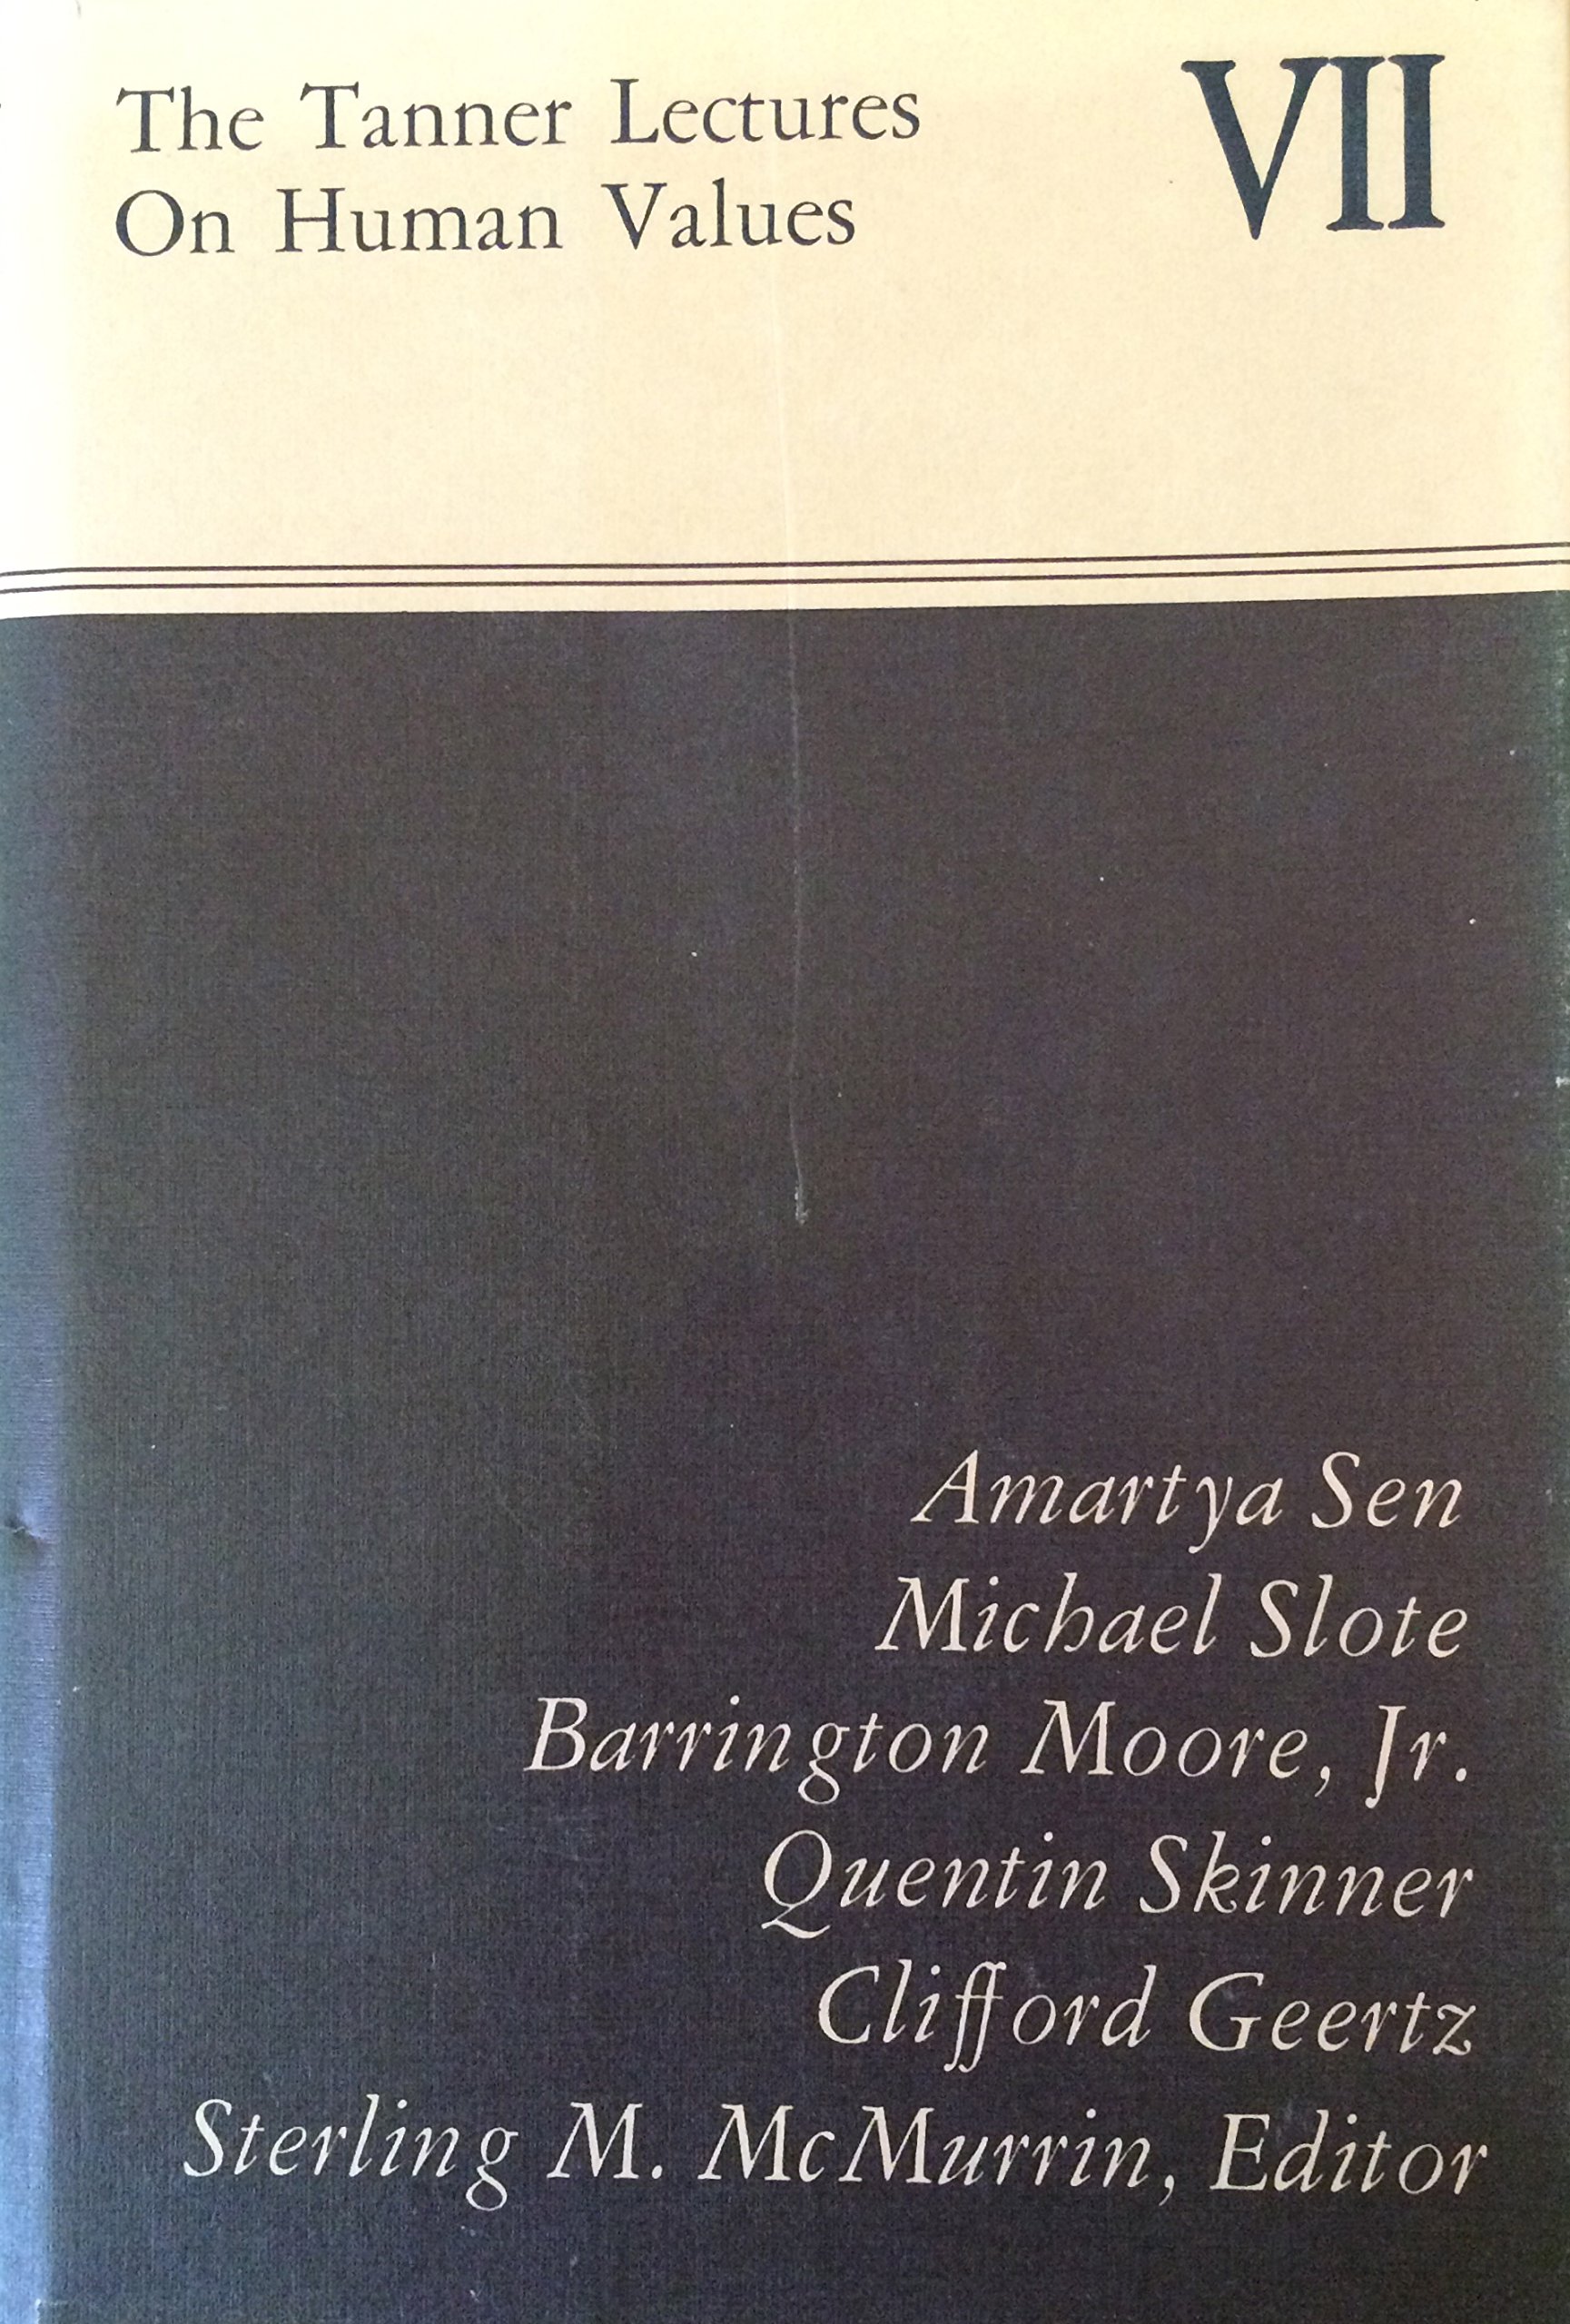 The Tanner Lectures
On Human Values
VII
Amartya Sen
Michael Slote
Barrington Moore, Jr.
Quentin Skinner
Clifford Geertz
Sterling M. McMurrin, Editor